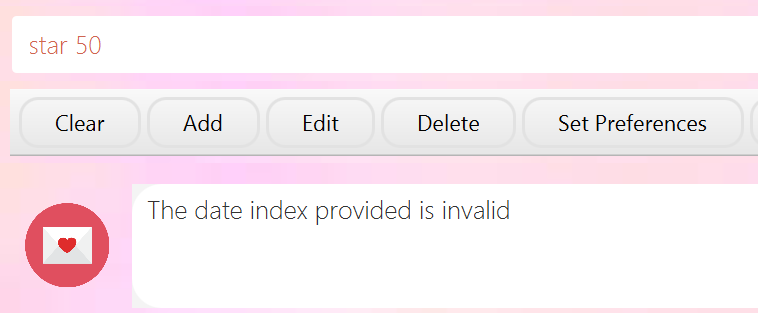 star 50
Clear Add Edit Delete Set Preferences
The date index provided is invalid